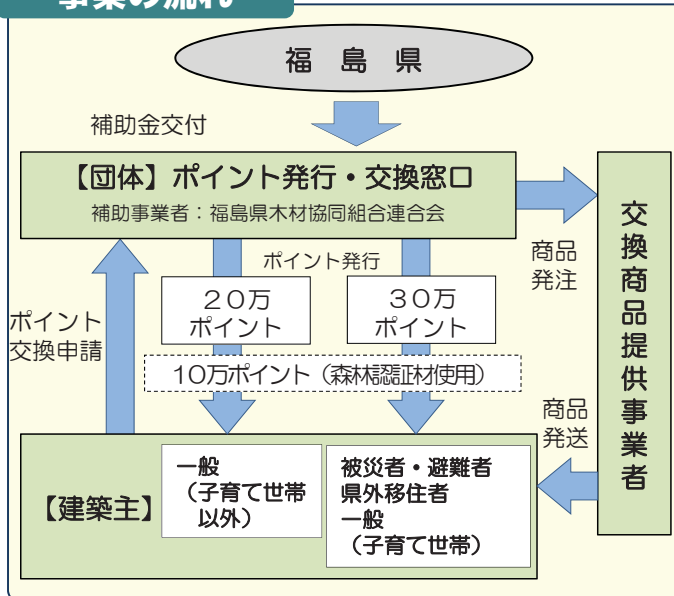 事業の流れ
福島県
補助金交付
【団体】ポイント発行・交換窓口
補助事業者：福島県木材協同組合連合会
ポイント発行
20万
ポイント
30万
ポイント
10万ポイント（森林認証材使用）
ポイント
交換申請
商品
発注
交換商品提供事業者
商品
発送
【建築主】
一般
（子育て世帯
以外）
被災者・避難者
県外移住者
一般
（子育て世帯）